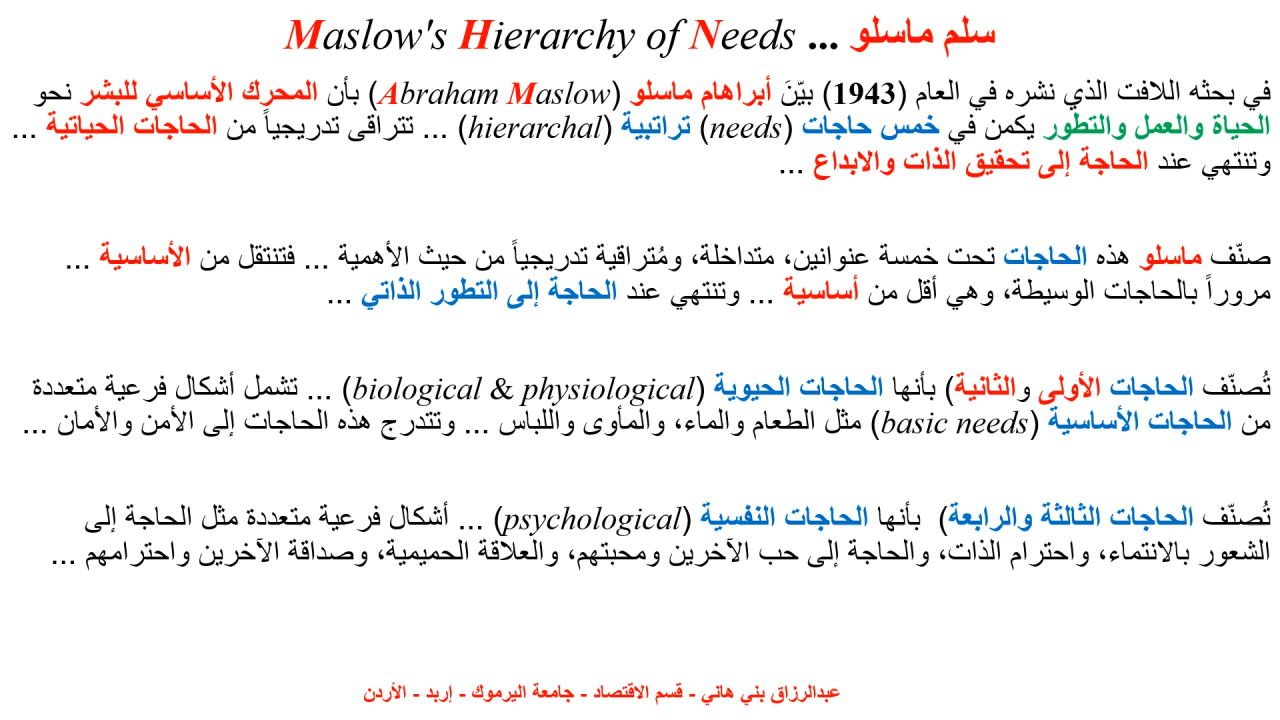 سلم ماسلو ... Maslow's Hierarchy of Needs
في بحثه اللافت الذي نشره في العام (1943) بيّنَ أبراهام ماسلو (Abraham Maslow) بأن المحرك الأساسي للبشر نحو
الحياة والعمل والتطور يكمن في خمس حاجات (needs) تراتبية (hierarchal) ... تتراقى تدريجياً من الحاجات الحياتية ...
وتنتهي عند الحاجة إلى تحقيق الذات والابداع ...
صنّف ماسلو هذه الحاجات تحت خمسة عنوانين، متداخلة، ومُتراقية تدريجياً من حيث الأهمية ... فتنتقل من الأساسية ...
مروراً بالحاجات الوسيطة، وهي أقل من أساسية ... وتنتهي عند الحاجة إلى التطور الذاتي ...
تُصنّف الحاجات الأولى والثانية) بأنها الحاجات الحيوية (biological & physiological) ... تشمل أشكال فرعية متعددة
من الحاجات الأساسية (basic needs) مثل الطعام والماء، والمأوى واللباس ... وتتدرج هذه الحاجات إلى الأمن والأمان ...
تُصنّف الحاجات الثالثة والرابعة) بأنها الحاجات النفسية (psychological) ... أشكال فرعية متعددة مثل الحاجة إلى
الشعور بالانتماء، واحترام الذات، والحاجة إلى حب الآخرين ومحبتهم، والعلاقة الحميمية، وصداقة الآخرين واحترامهم ...
عبدالرزاق بني هاني - قسم الاقتصاد - جامعة اليرموك - إربد - الأردن